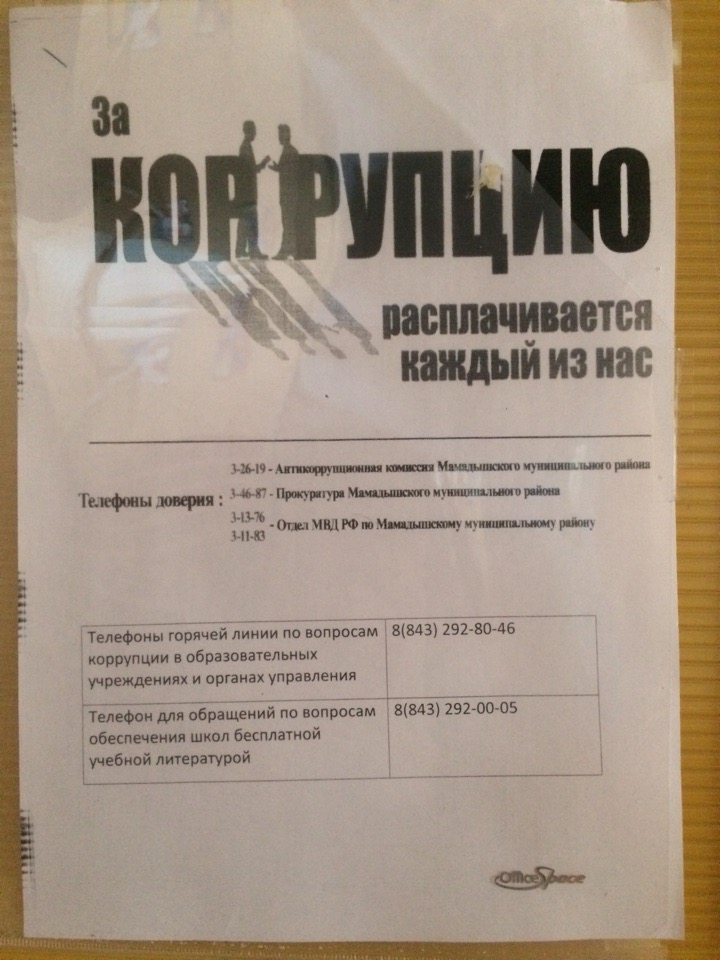 За
КОРРУПЦИЮ
расплачивается
каждый из нас
Телефоны доверия :
3-26-19 - Антикоррупционная комиссия Мамадышского муниципального района
3-46-87 - Прокуратура Мамадышского муниципального района
3-13-76
3-11-83
- Отдел МВД РФ по Мамадышскому муниципальному району
Телефоны горячей линии по вопросам
коррупции в образовательных
учреждениях и органах управления
8(843) 292-80-46
Телефон для обращений по вопросам
обеспечения школ бесплатной
учебной литературой
8(843) 292-00-05
OfficeSpace